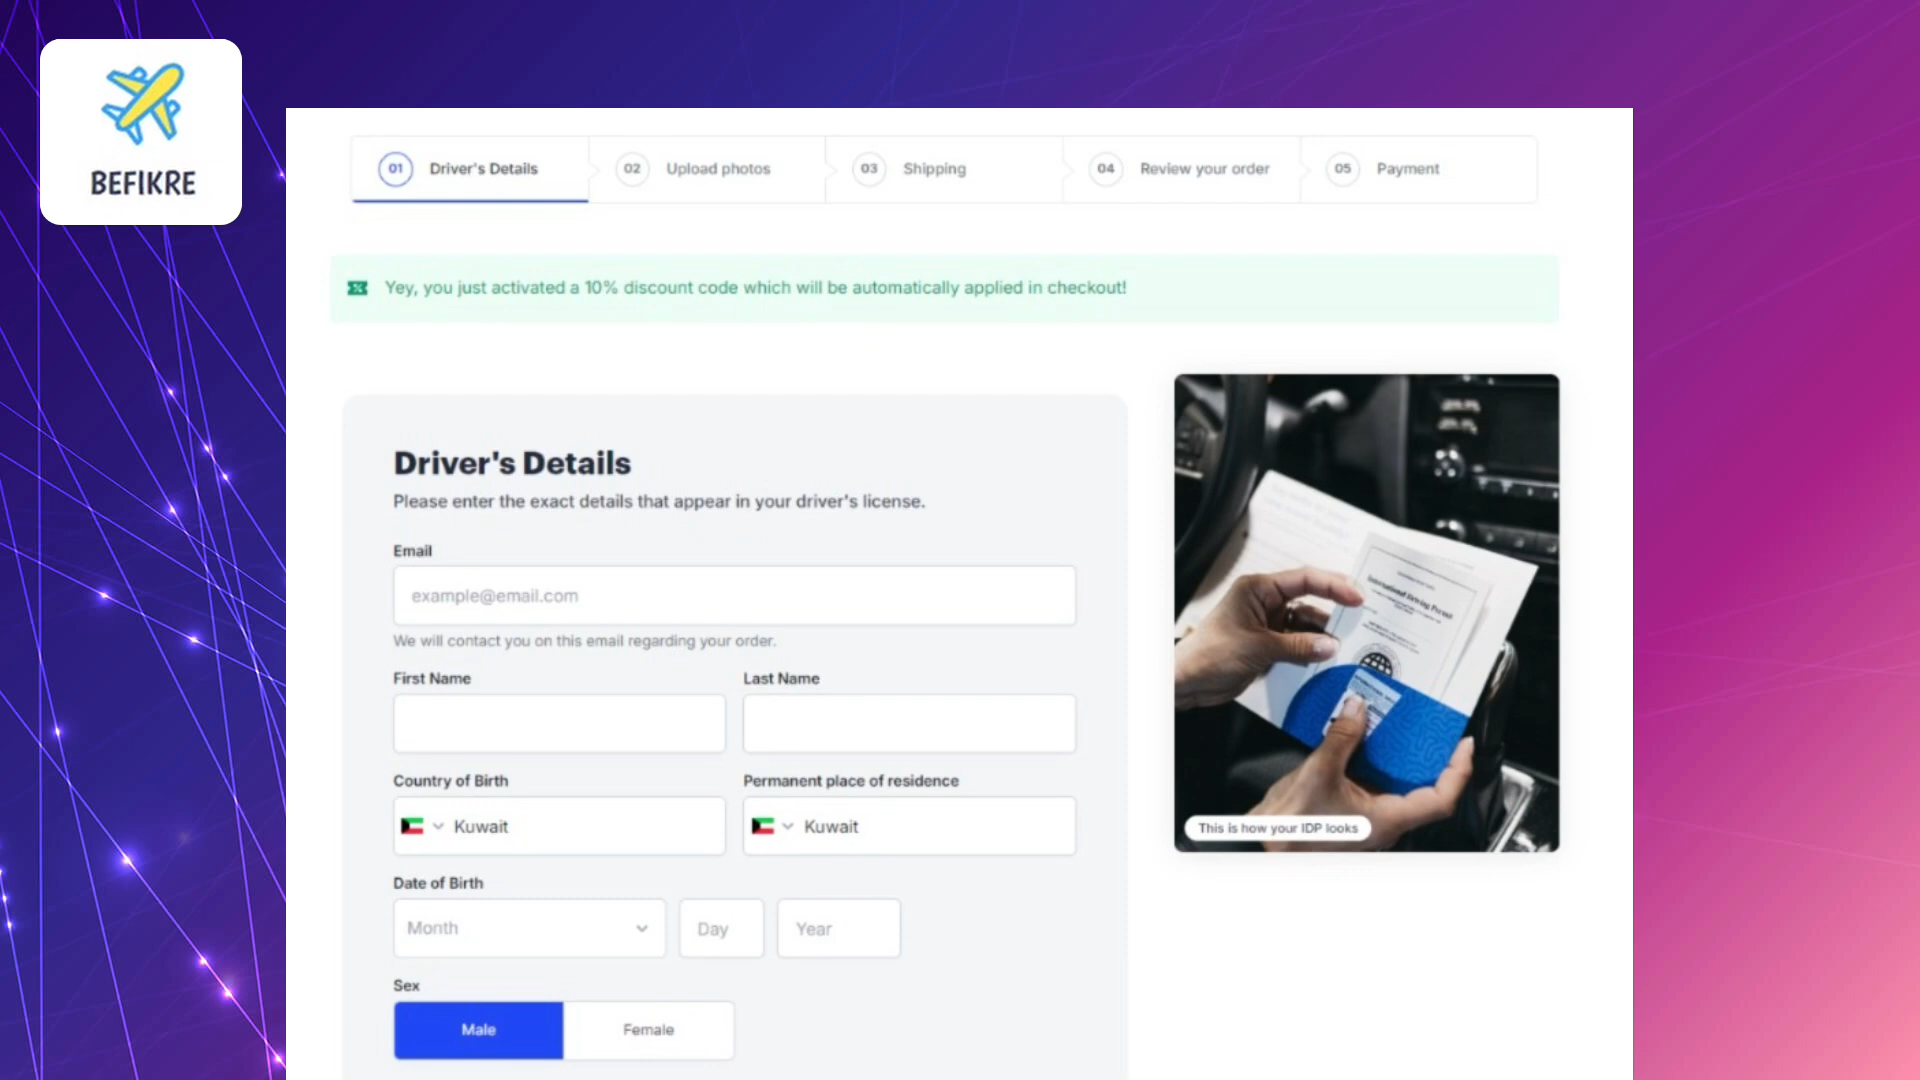 BEFIKRE
01 Driver's Details
02 Upload photos
03 Shipping
04 Review your order
05 Payment
Yey, you just activated a 10% discount code which will be automatically applied in checkout!
Driver's Details
Please enter the exact details that appear in your driver's license.
Email
example@email.com
We will contact you on this email regarding your order.
First Name
Last Name
Country of Birth
Permanent place of residence
Kuwait
Kuwait
Date of Birth
Month
Day
Year
Sex
Male
Female
International Driving Permit
This is how your IDP looks